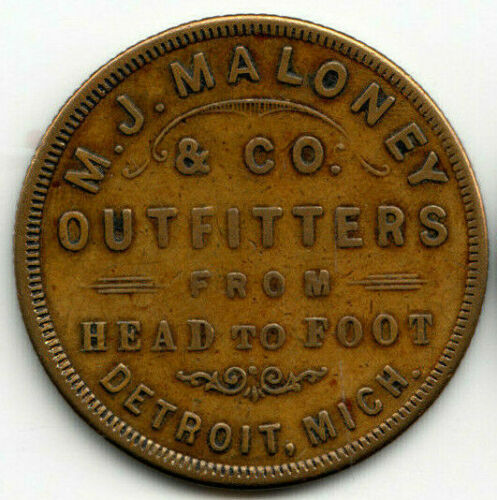 M.J. MALONEY
& CO.
OUTFITTERS
FROM
HEAD TO FOOT
DETROIT, MICH.